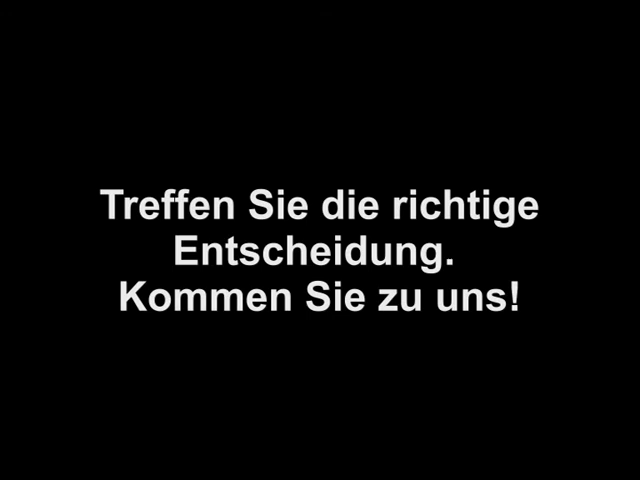 Treffen Sie die richtige
Entscheidung.
Kommen Sie zu uns!